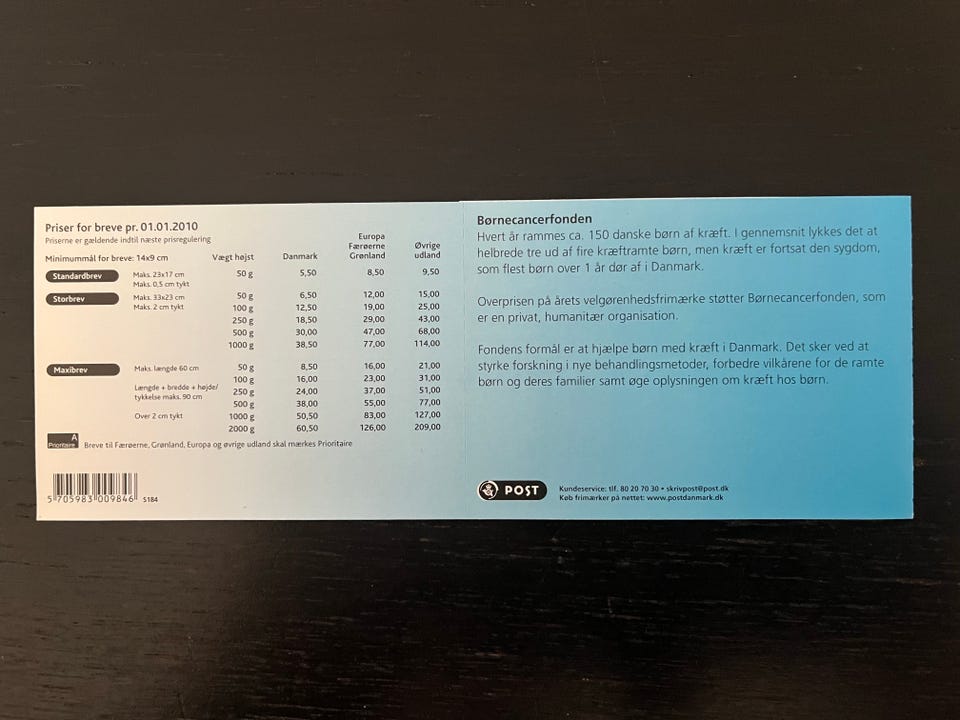 Priser for breve pr. 01.01.2010
Priserne er gældende indtil næste prisregulering
Minimummål for breve: 14x9 cm Vægt højst Danmark Europa Færøerne Grønland Øvrige udland
Standardbrev Maks. 23x17 cm 50 g 5,50 8,50 9,50
Maks. 0,5 cm tykt
Storbrev Maks. 33x23 cm 50 g 6,50 12,00 15,00
Maks. 2 cm tykt 100 g 12,50 19,00 25,00
250 g 18,50 29,00 43,00
500 g 30,00 47,00 68,00
1000 g 38,50 77,00 114,00
Maxibrev Maks. længde 60 cm 50 g 8,50 16,00 21,00
100 g 16,00 23,00 31,00
Længde + bredde + højde/
tykkelse maks. 90 cm 250 g 24,00 37,00 51,00
500 g 38,00 55,00 77,00
Over 2 cm tykt 1000 g 50,50 83,00 127,00
2000 g 60,50 126,00 209,00
A
Prioritaire Breve til Færøerne, Grønland, Europa og øvrige udland skal mærkes Prioritaire
5 705983 009846 S184
Børnecancerfonden
Hvert år rammes ca. 150 danske børn af kræft. I gennemsnit lykkes det at
helbrede tre ud af fire kræftramte børn, men kræft er fortsat den sygdom,
som flest børn over 1 år dør af i Danmark.
Overprisen på årets velgørenhedsfrimærke støtter Børnecancerfonden, som
er en privat, humanitær organisation.
Fondens formål er at hjælpe børn med kræft i Danmark. Det sker ved at
styrke forskning i nye behandlingsmetoder, forbedre vilkårene for de ramte
børn og deres familier samt øge oplysningen om kræft hos børn.
POST
Kundeservice: tlf. 80 20 70 30 • skrivpost@post.dk
Køb frimærker på nettet: www.postdanmark.dk